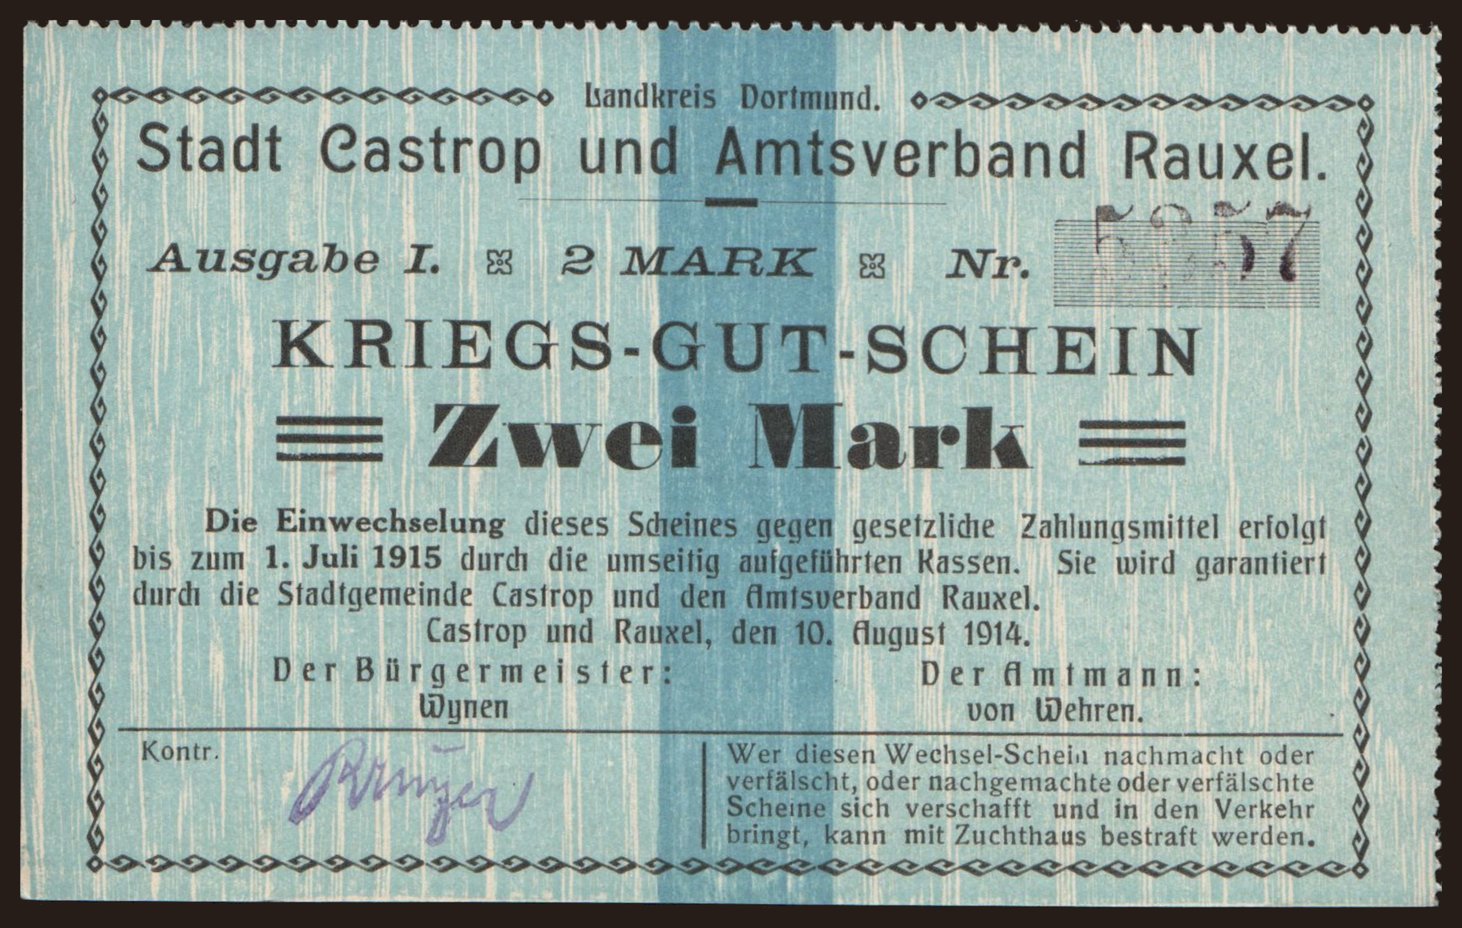 Landkreis Dortmund.
Stadt Castrop und Amtsverband Rauxel.
Ausgabe I. 2 MARK Nr. 5357
KRIEGS-GUT-SCHEIN
Zwei Mark
Die Einwechselung dieses Scheines gegen gesetzliche Zahlungsmittel erfolgt
bis zum 1. Juli 1915 durch die umseitig aufgeführten Kassen. Sie wird garantiert
durch die Stadtgemeinde Castrop und den Amtsverband Rauxel.
Castrop und Rauxel, den 10. August 1914.
Der Bürgermeister: Der Amtmann:
Wynen von Wehren.
Kontr.
Wer diesen Wechsel-Schein nachmacht oder
verfälscht, oder nachgemachte oder verfälschte
Scheine sich verschafft und in den Verkehr
bringt, kann mit Zuchthaus bestraft werden.